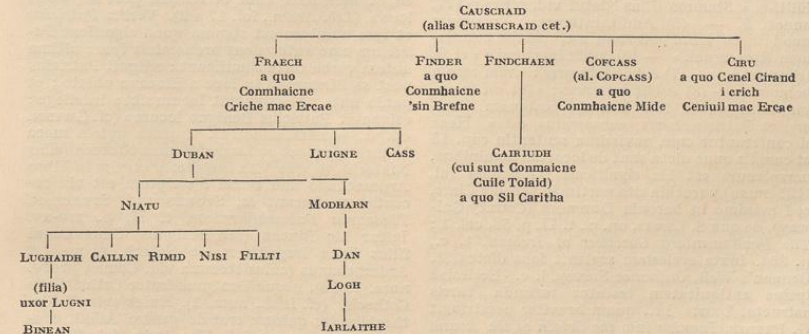 CAUSCRAID
(alias CUMHSCRAID cet.)
FRAECH
a quo
Conmhaicne
Criche mac Ercae
FINDER
a quo
Conmhaicne
'sin Brefne
FINDCHAEM
COFCASS
(al. COPCASS)
a quo
Conmhaicne Mide
CIRU
a quo Cenel Cirand
i crich
Ceniuil mac Ercae
DUBAN
LUIGNE
CASS
CAIRIUDH
(cui sunt Conmaicne
Cuile Tolaid)
a quo Sil Caritha
NIATU
MODHARN
LUGHAIDH
CAILLIN
RIMID
NISI
FILLTI
DAN
(filia)
uxor LUGNI
LOGH
BINEAN
IARLAITHE